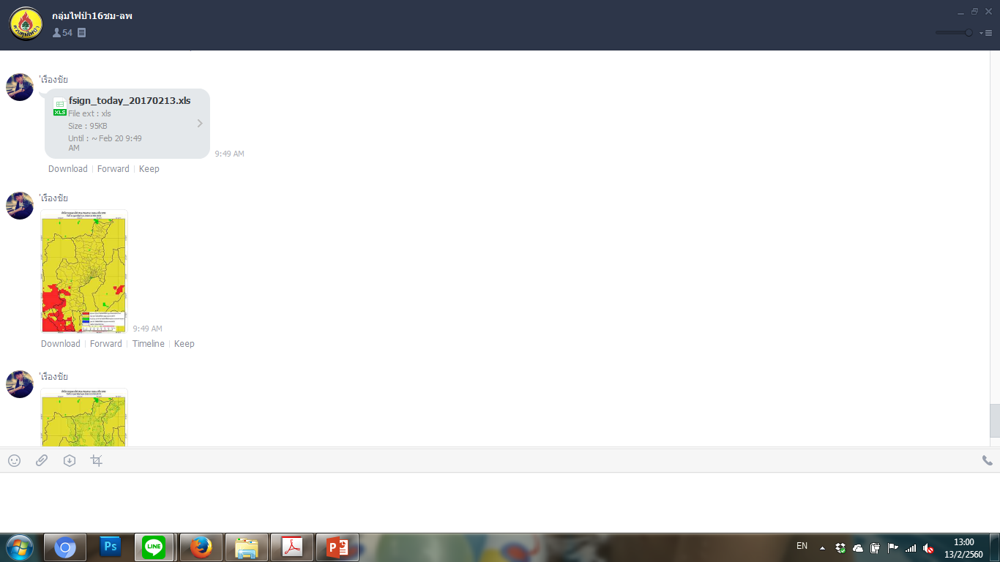 กลุ่มไฟป่า16ชม-ลพ
54
'เรืองชัย
fsign_today_20170213.xls
XLS
File ext : xls
Size : 95KB
Until : ~ Feb 20 9:49
AM
9:49 AM
Download
Forward
Keep
'เรืองชัย
9:49 AM
Download
Forward
Timeline
Keep
'เรืองชัย
Ps
LINE
P
EN
13:00
13/2/2560